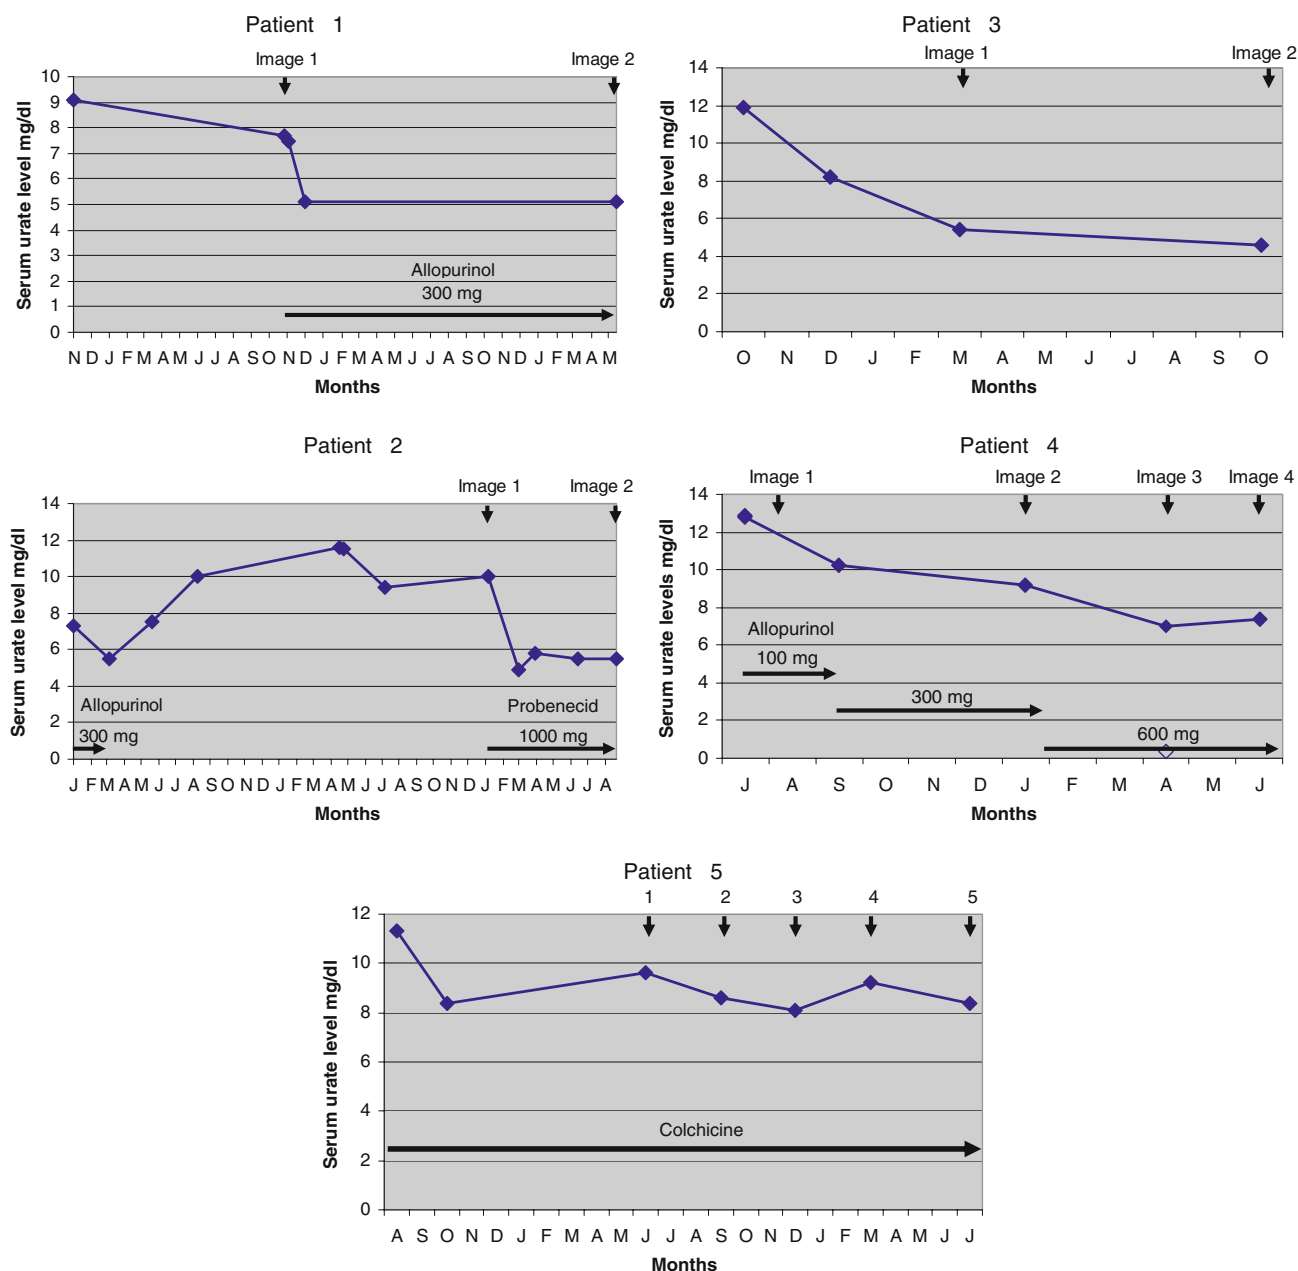 Patient 1
Image 1 Image 2
Serum urate level mg/dl
10
9
8
7
6
5
4
3
2
1
0
Allopurinol
300 mg
N D J F M A M J J A S O N D J F M A M J J A S O N D J F M A M
Months
Patient 3
Image 1 Image 2
Serum urate level mg/dl
14
12
10
8
6
4
2
0
O N D J F M A M J J A S O
Months
Patient 2
Image 1 Image 2
Serum urate level mg/dl
14
12
10
8
6
4
2
0
Allopurinol
300 mg
Probenecid
1000 mg
J F M A M J J A S O N D J F M A M J J A S O N D J F M A M J J A
Months
Patient 4
Image 1 Image 2 Image 3 Image 4
Serum urate levels mg/dl
14
12
10
8
6
4
2
0
Allopurinol
100 mg
300 mg
600 mg
J A S O N D J F M A M J
Months
Patient 5
1 2 3 4 5
Serum urate level mg/dl
12
10
8
6
4
2
0
Colchicine
A S O N D J F M A M J J A S O N D J F M A M J J
Months